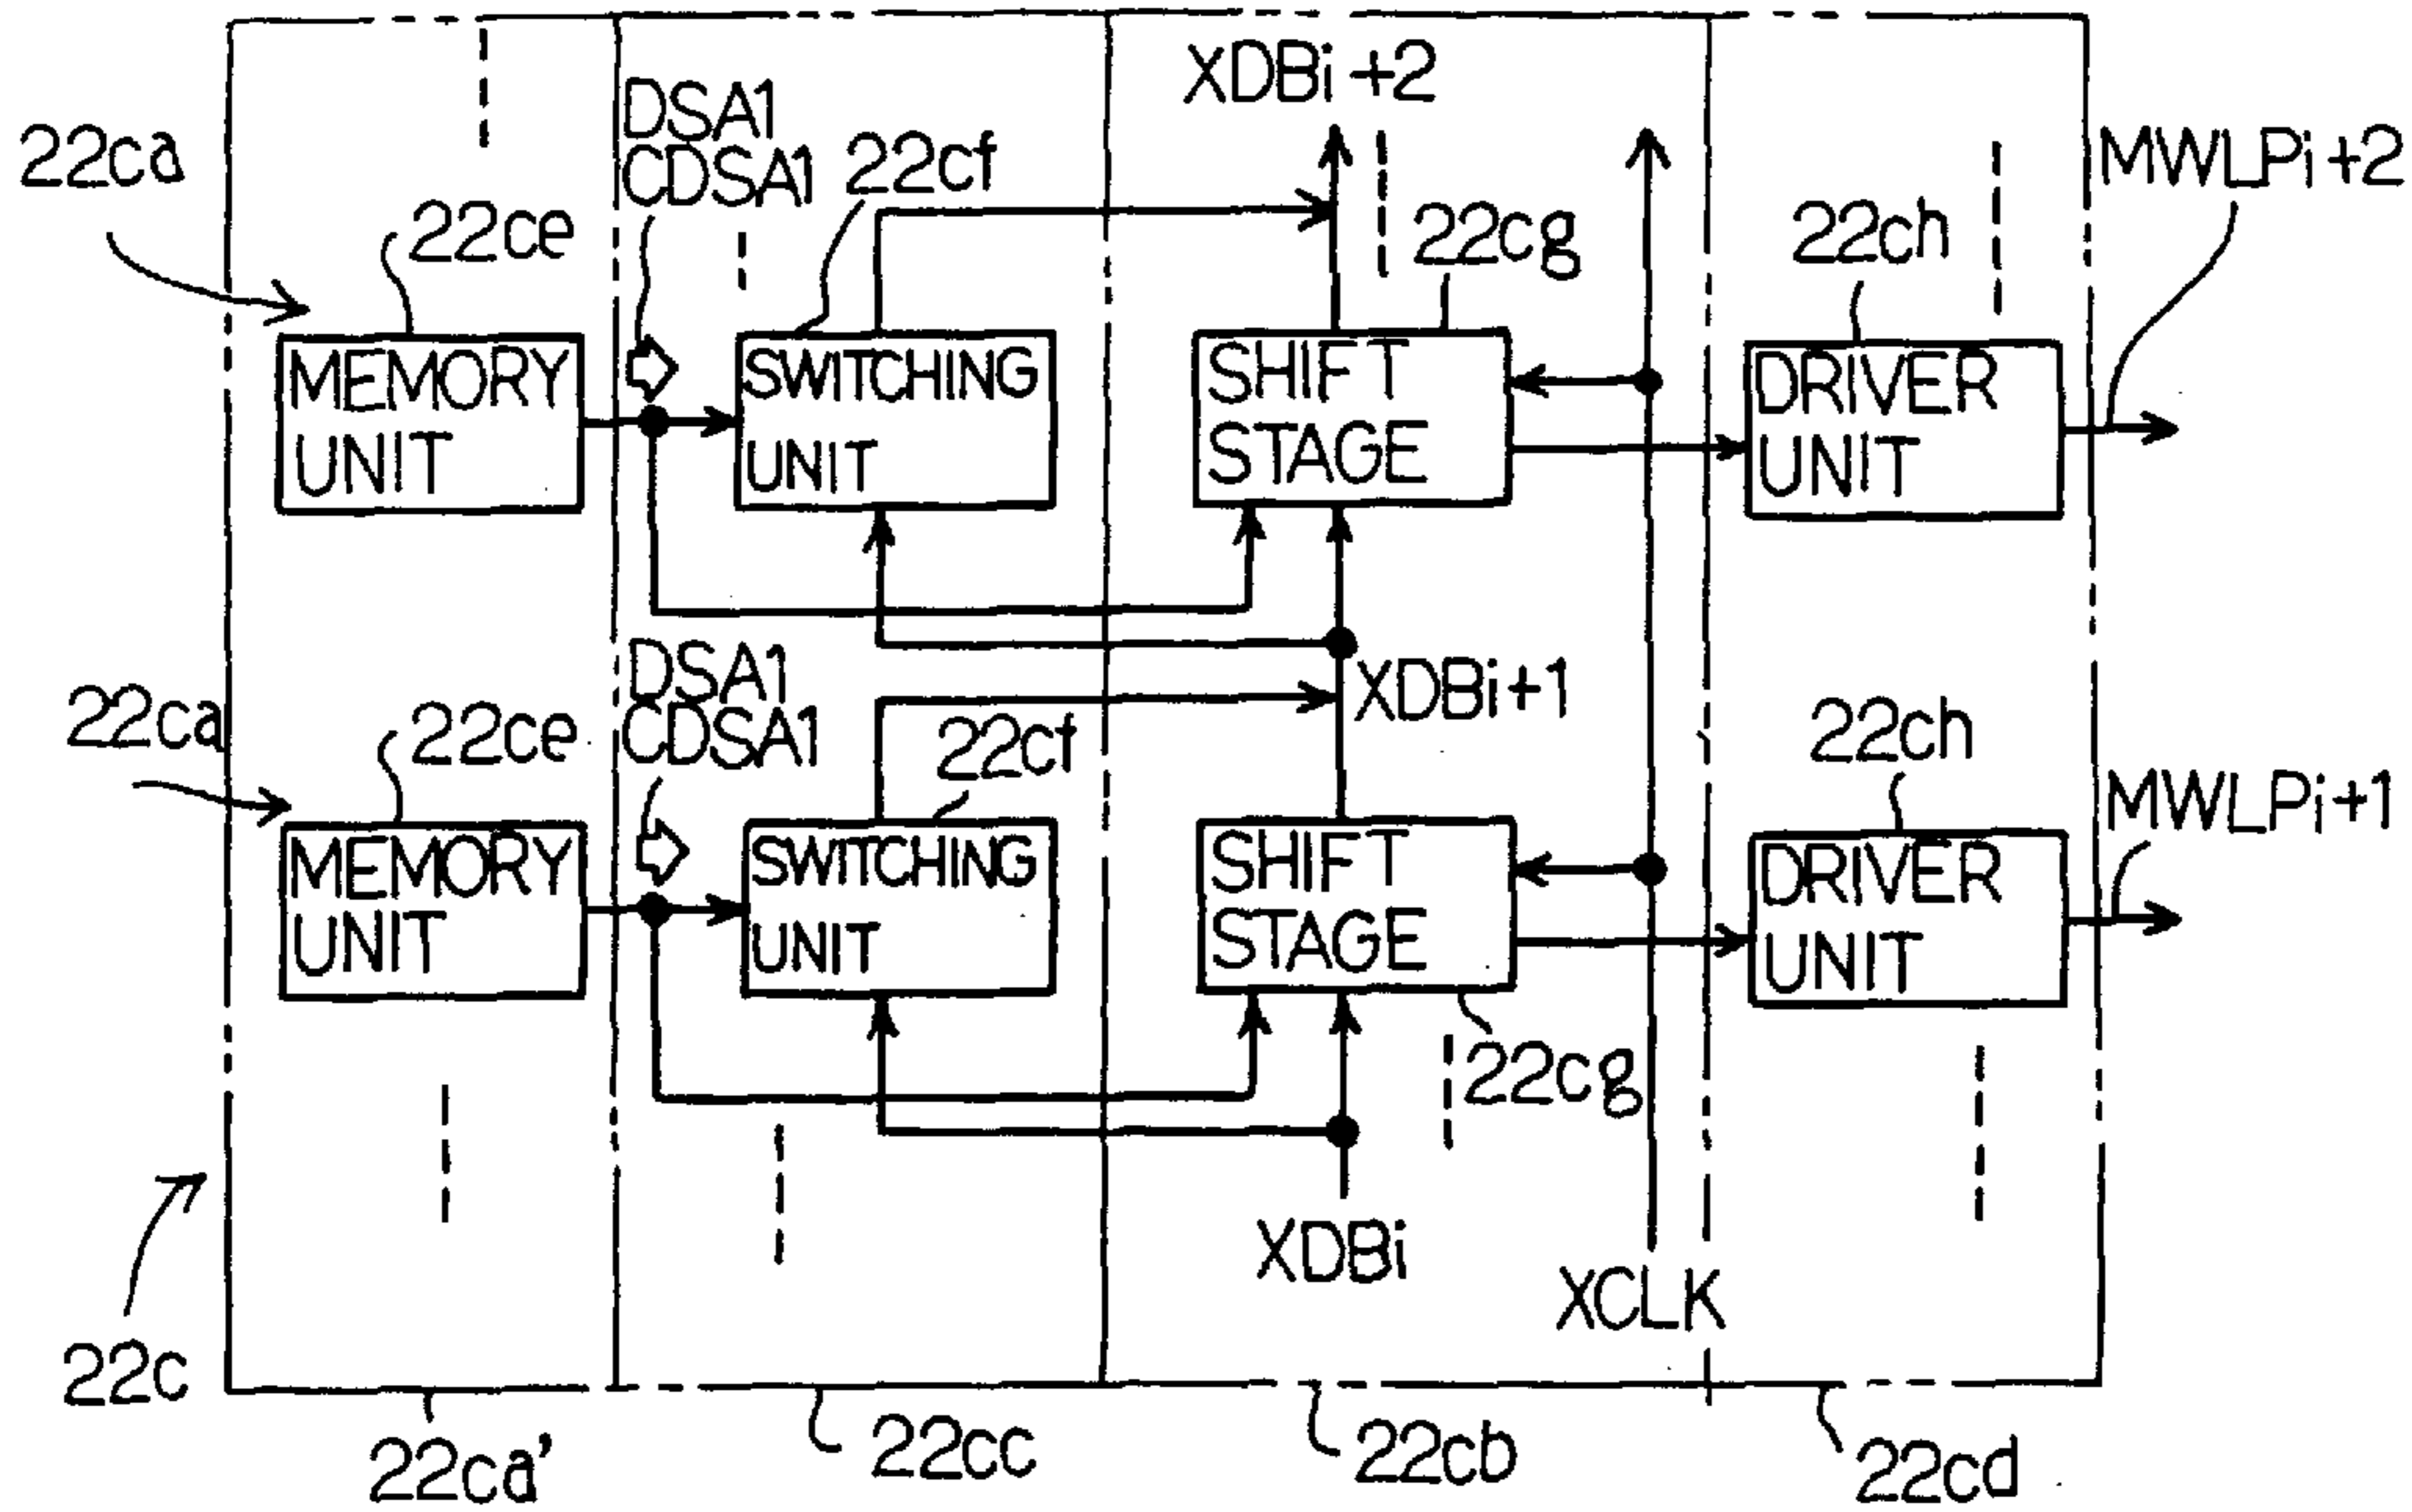 XDBi+2
DSA1
CDSA1
22cf
22ca
MWLPi+2
22ce
22cg
22ch
MEMORY
UNIT
SWITCHING
UNIT
SHIFT
STAGE
DRIVER
UNIT
DSA1
CDSA1
XDBi+1
22ca
22ce
22cf
22ch
MWLPi+1
MEMORY
UNIT
SWITCHING
UNIT
SHIFT
STAGE
DRIVER
UNIT
22cg
XDBi
XCLK
22c
22ca'
22cc
22cb
22cd